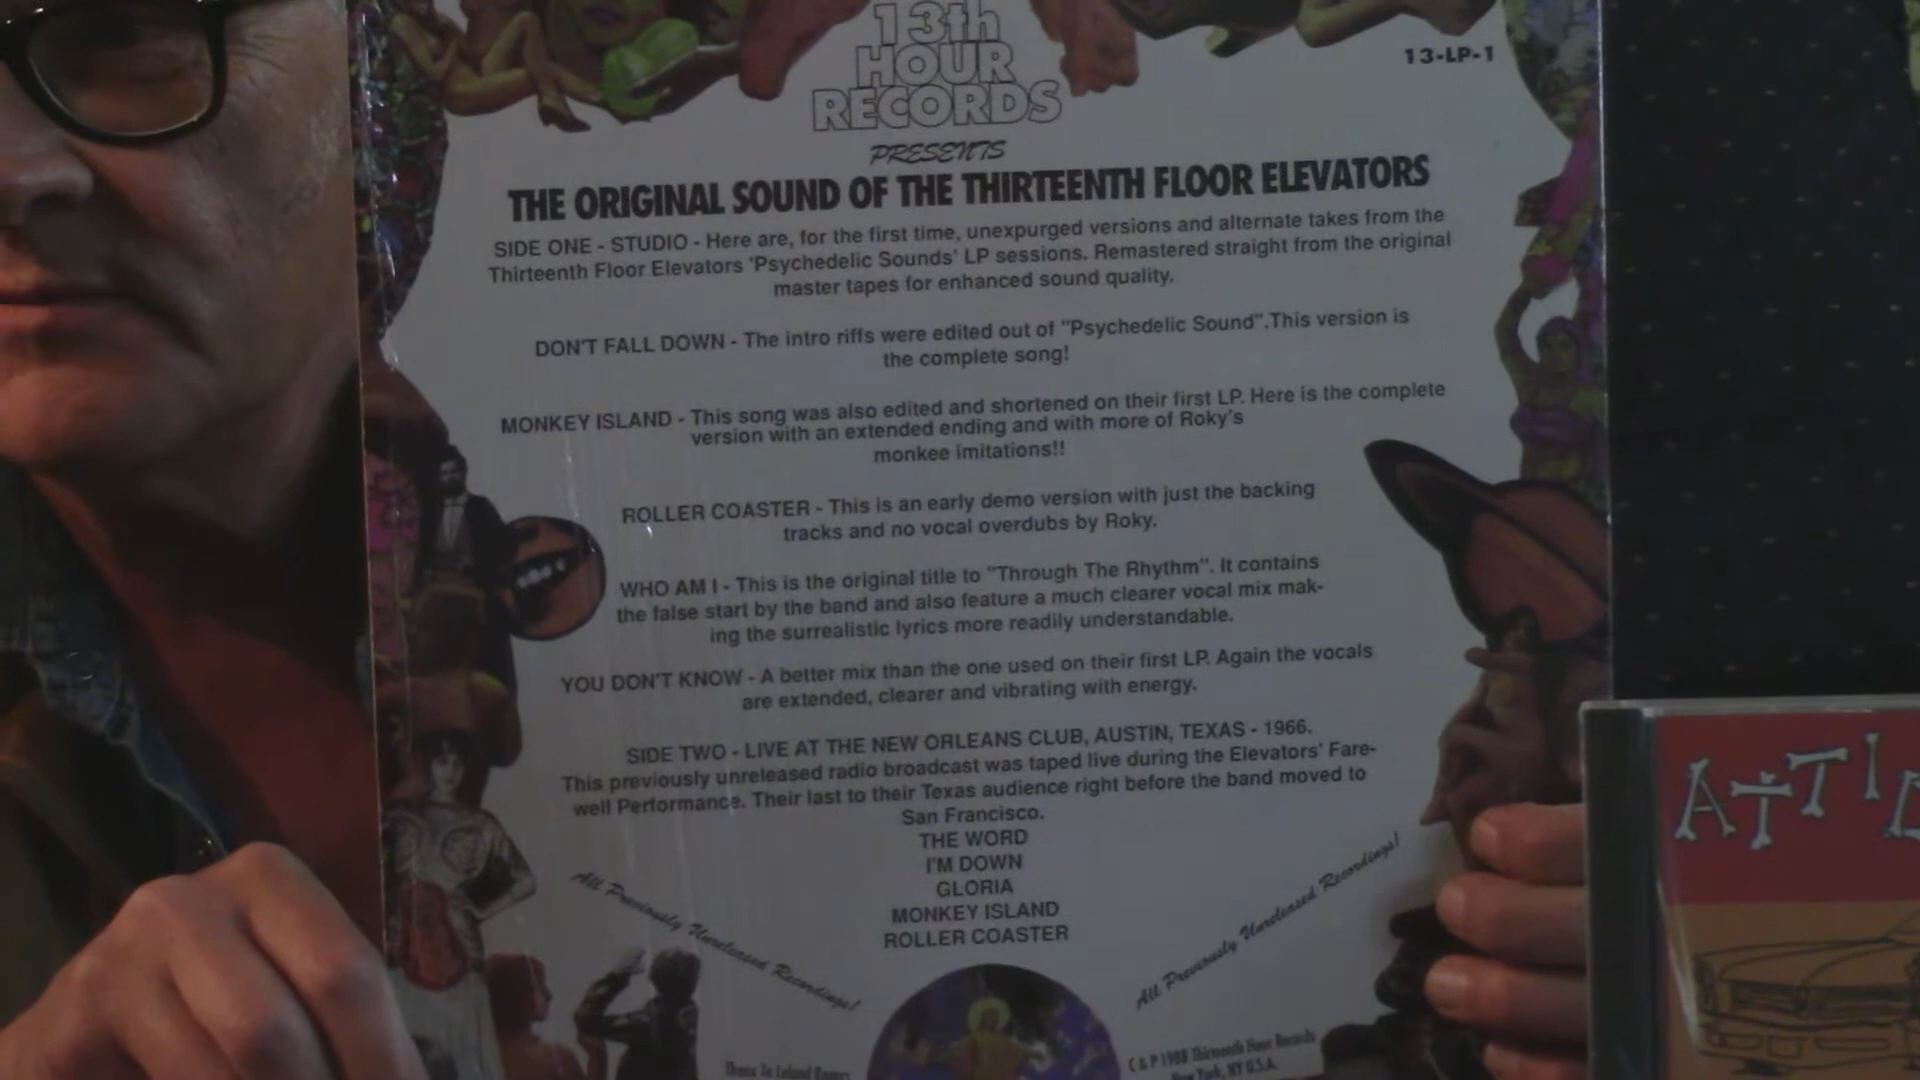 13th
HOUR
RECORDS
13-LP-1
PRESENTS
THE ORIGINAL SOUND OF THE THIRTEENTH FLOOR ELEVATORS
SIDE ONE - STUDIO - Here are, for the first time, unexpurged versions and alternate takes from the
Thirteenth Floor Elevators 'Psychedelic Sounds' LP sessions. Remastered straight from the original
master tapes for enhanced sound quality.
DON'T FALL DOWN - The intro riffs were edited out of "Psychedelic Sound".This version is
the complete song!
MONKEY ISLAND - This song was also edited and shortened on their first LP. Here is the complete
version with an extended ending and with more of Roky's
monkee imitations!!
ROLLER COASTER - This is an early demo version with just the backing
tracks and no vocal overdubs by Roky.
WHO AM I - This is the original title to "Through The Rhythm". It contains
the false start by the band and also feature a much clearer vocal mix mak-
ing the surrealistic lyrics more readily understandable.
YOU DON'T KNOW - A better mix than the one used on their first LP. Again the vocals
are extended, clearer and vibrating with energy.
SIDE TWO - LIVE AT THE NEW ORLEANS CLUB, AUSTIN, TEXAS - 1966.
This previously unreleased radio broadcast was taped live during the Elevators' Fare-
well Performance. Their last to their Texas audience right before the band moved to
San Francisco.
THE WORD
I'M DOWN
GLORIA
MONKEY ISLAND
ROLLER COASTER
All Previously Unreleased Recordings!
All Previously Unreleased Recordings!
C & P 1988 Thirteenth Hour Records
New York, NY U.S.A.
ATTIC